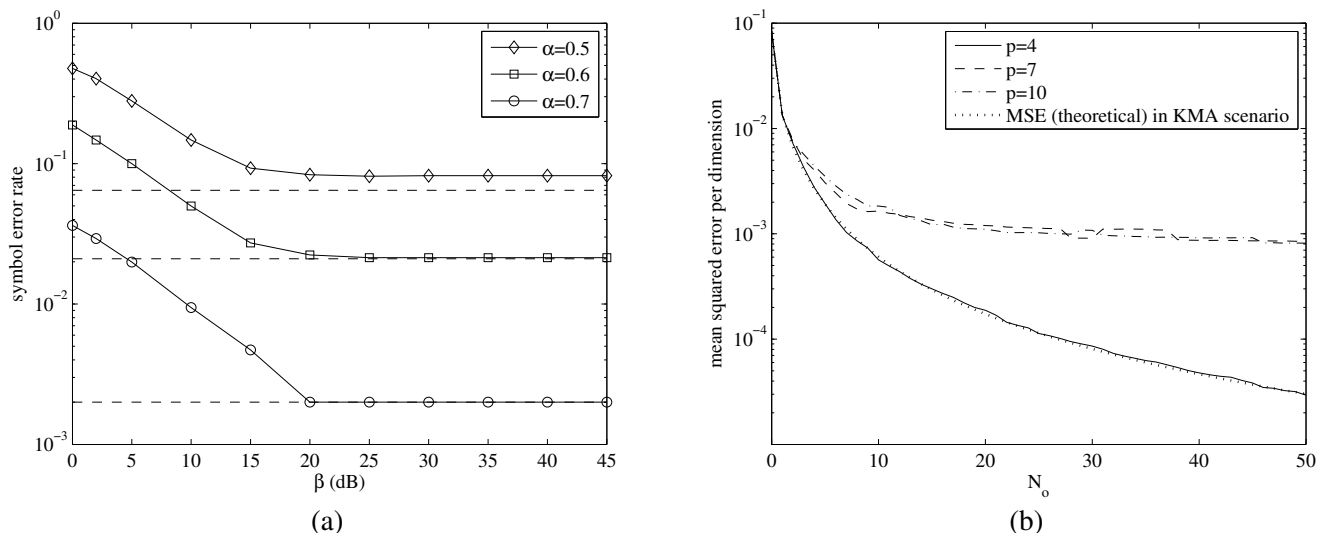 10^0
10^-1
10^-2
10^-3
symbol error rate
α=0.5
α=0.6
α=0.7
0 5 10 15 20 25 30 35 40 45
β (dB)
(a)
10^-1
10^-2
10^-3
10^-4
mean squared error per dimension
p=4
p=7
p=10
MSE (theoretical) in KMA scenario
0 10 20 30 40 50
N_o
(b)